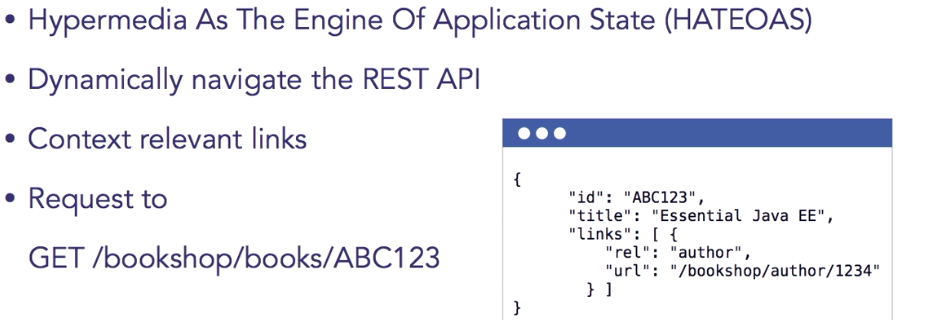 • Hypermedia As The Engine Of Application State (HATEOAS)
• Dynamically navigate the REST API
• Context relevant links
• Request to
GET /bookshop/books/ABC123
{
"id": "ABC123",
"title": "Essential Java EE",
"links": [ {
"rel": "author",
"url": "/bookshop/author/1234"
} ]
}